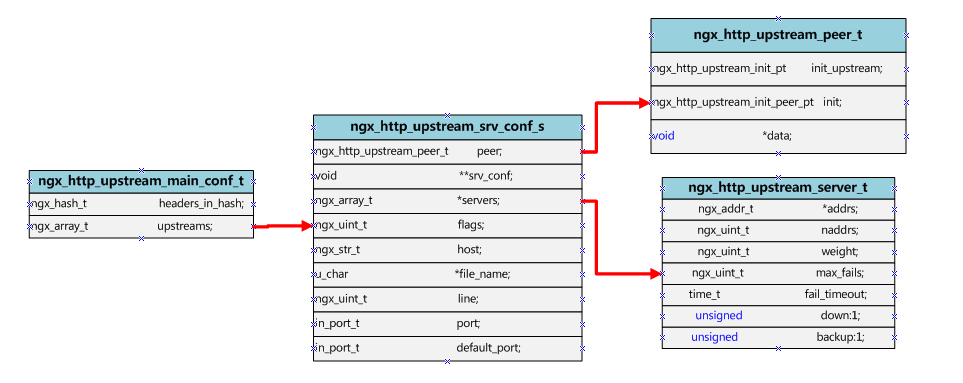 ngx_http_upstream_main_conf_t
ngx_hash_t headers_in_hash;
ngx_array_t upstreams;
ngx_http_upstream_srv_conf_s
ngx_http_upstream_peer_t peer;
void **srv_conf;
ngx_array_t *servers;
ngx_uint_t flags;
ngx_str_t host;
u_char *file_name;
ngx_uint_t line;
in_port_t port;
in_port_t default_port;
ngx_http_upstream_peer_t
ngx_http_upstream_init_pt init_upstream;
ngx_http_upstream_init_peer_pt init;
void *data;
ngx_http_upstream_server_t
ngx_addr_t *addrs;
ngx_uint_t naddrs;
ngx_uint_t weight;
ngx_uint_t max_fails;
time_t fail_timeout;
unsigned down:1;
unsigned backup:1;